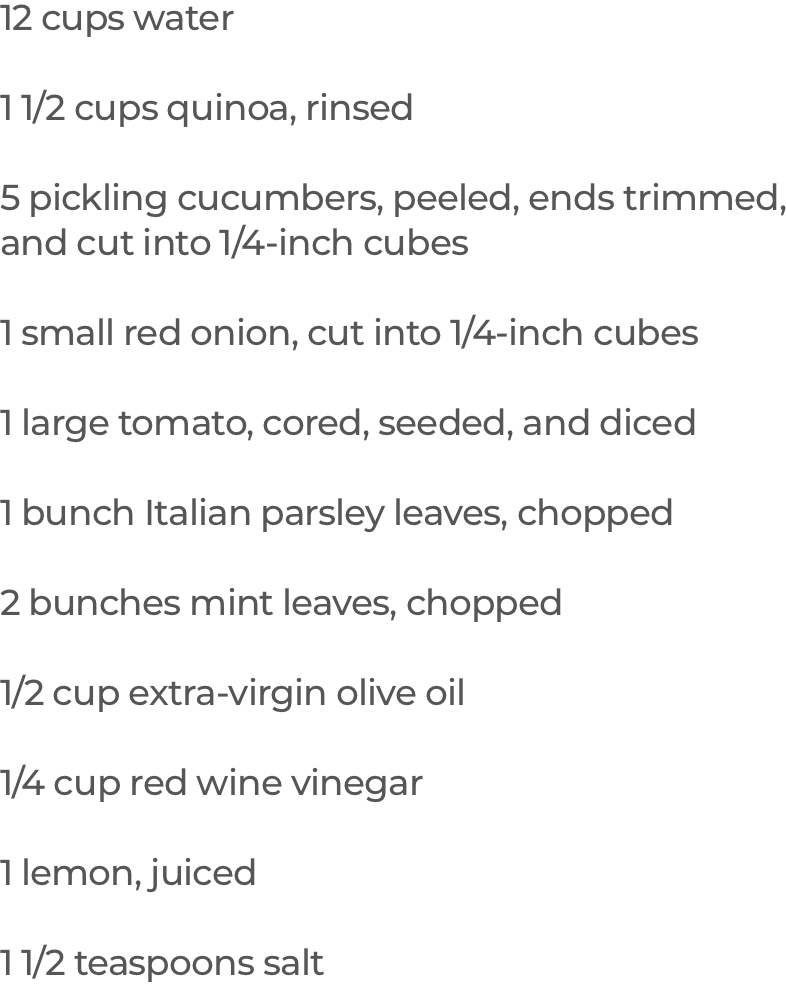 12 cups water
1 1/2 cups quinoa, rinsed
5 pickling cucumbers, peeled, ends trimmed,
and cut into 1/4-inch cubes
1 small red onion, cut into 1/4-inch cubes
1 large tomato, cored, seeded, and diced
1 bunch Italian parsley leaves, chopped
2 bunches mint leaves, chopped
1/2 cup extra-virgin olive oil
1/4 cup red wine vinegar
1 lemon, juiced
1 1/2 teaspoons salt